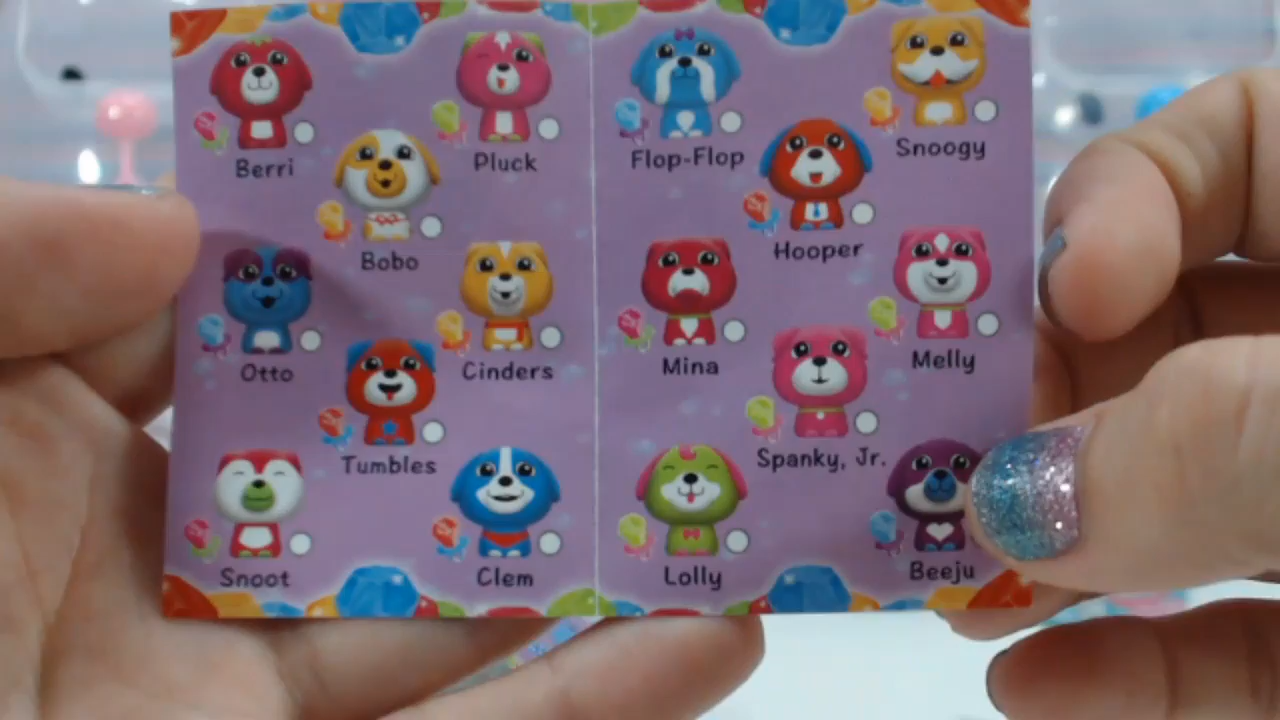 Berri
Pluck
Bobo
Otto
Cinders
Tumbles
Snoot
Clem
Flop-Flop
Snoogy
Hooper
Mina
Melly
Spanky, Jr.
Lolly
Beeju